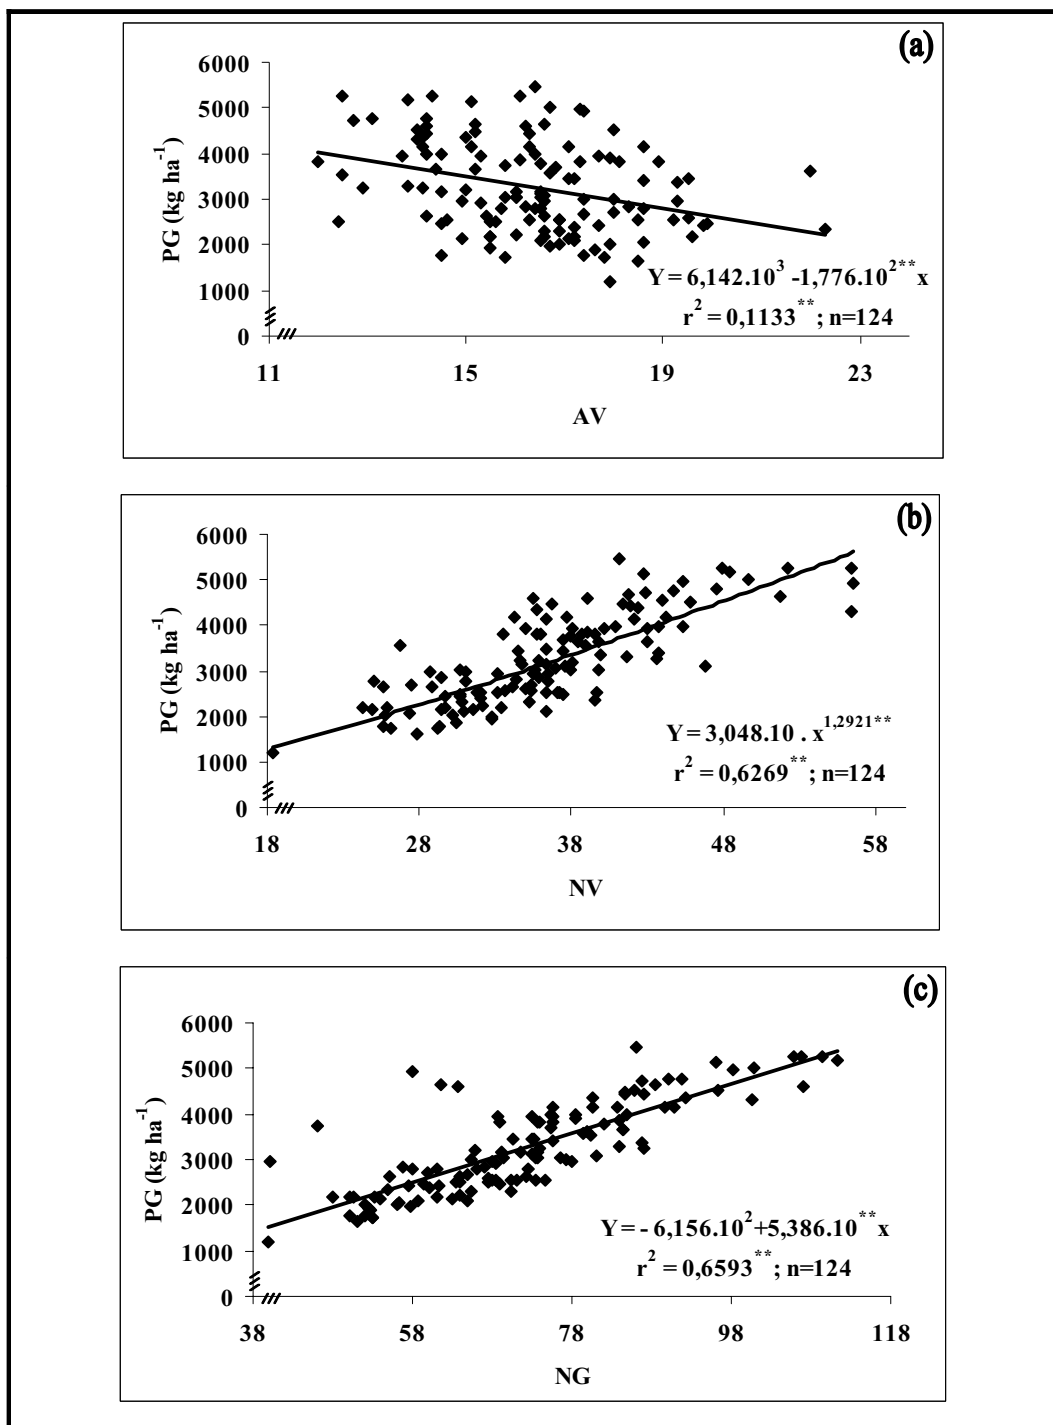 (a)
6000
5000
4000
3000
2000
1000
0
PG (kg ha⁻¹)
Y = 6,142.10³ -1,776.10²**x
r² = 0,1133**; n=124
11 15 19 23
AV
(b)
6000
5000
4000
3000
2000
1000
0
PG (kg ha⁻¹)
Y = 3,048.10 . x¹,²⁹²¹**
r² = 0,6269**; n=124
18 28 38 48 58
NV
(c)
6000
5000
4000
3000
2000
1000
0
PG (kg ha⁻¹)
Y = - 6,156.10²+5,386.10**x
r² = 0,6593**; n=124
38 58 78 98 118
NG